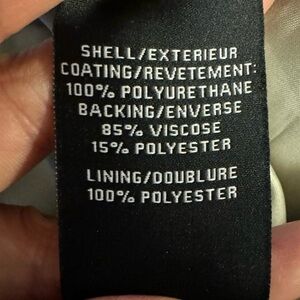 SHELL/EXTERIEUR
COATING/REVETEMENT:
100% POLYURETHANE
BACKING/ENVERSE
85% VISCOSE
15% POLYESTER
LINING/DOUBLURE
100% POLYESTER